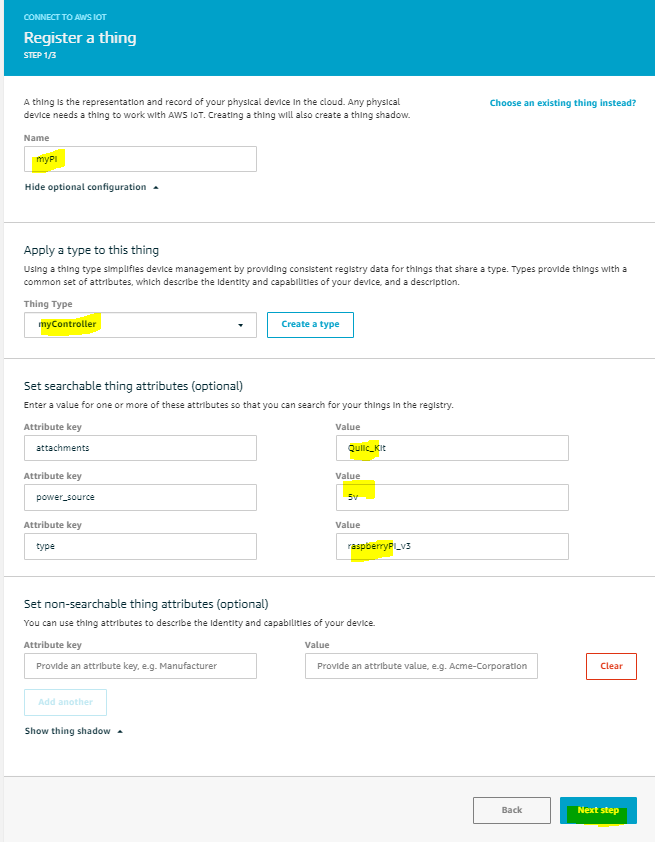 CONNECT TO AWS IOT
Register a thing
STEP 1/3
A thing is the representation and record of your physical device in the cloud. Any physical
device needs a thing to work with AWS IoT. Creating a thing will also create a thing shadow.
Choose an existing thing instead?
Name
myPi
Hide optional configuration
Apply a type to this thing
Using a thing type simplifies device management by providing consistent registry data for things that share a type. Types provide things with a
common set of attributes, which describe the identity and capabilities of your device, and a description.
Thing Type
myController
Create a type
Set searchable thing attributes (optional)
Enter a value for one or more of these attributes so that you can search for your things in the registry.
Attribute key Value
attachments Quiic_Kit
Attribute key Value
power_source 5v
Attribute key Value
type raspberryPi_v3
Set non-searchable thing attributes (optional)
You can use thing attributes to describe the identity and capabilities of your device.
Attribute key Value
Provide an attribute key, e.g. Manufacturer Provide an attribute value, e.g. Acme-Corporation Clear
Add another
Show thing shadow
Back Next step